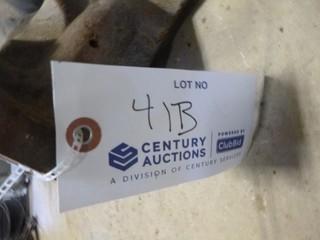 LOT NO
41B
CENTURY AUCTIONS
POWERED BY ClubBid
A DIVISION OF CENTURY SERVICES